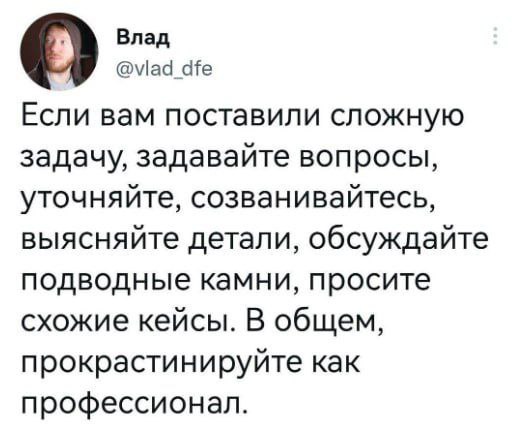 Влад
@vlad_dfe
Если вам поставили сложную
задачу, задавайте вопросы,
уточняйте, созванивайтесь,
выясняйте детали, обсуждайте
подводные камни, просите
схожие кейсы. В общем,
прокрастинируйте как
профессионал.